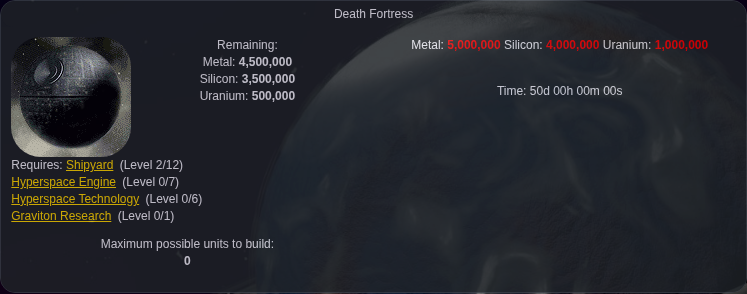 Death Fortress
Remaining:
Metal: 4,500,000
Silicon: 3,500,000
Uranium: 500,000
Metal: 5,000,000 Silicon: 4,000,000 Uranium: 1,000,000
Time: 50d 00h 00m 00s
Requires: Shipyard (Level 2/12)
Hyperspace Engine (Level 0/7)
Hyperspace Technology (Level 0/6)
Graviton Research (Level 0/1)
Maximum possible units to build:
0